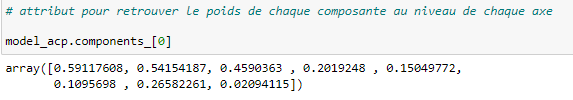 # attribut pour retrouver le poids de chaque composante au niveau de chaque axe
model_acp.components_[0]
array([0.59117608, 0.54154187, 0.4590363 , 0.2019248 , 0.15049772,
0.1095698 , 0.26582261, 0.02094115])